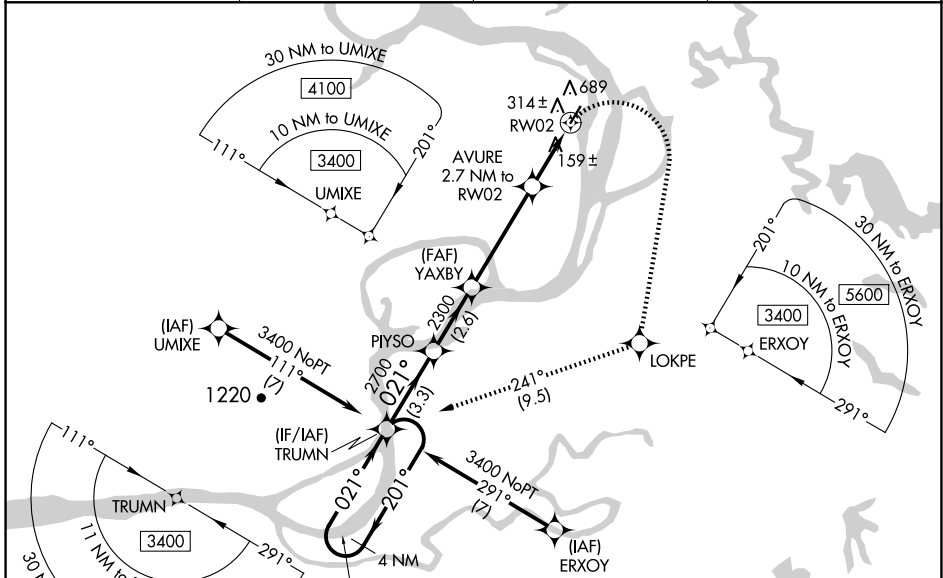 30 NM to UMIXE
4100
10 NM to UMIXE
3400
111°
201°
UMIXE
689
314 ±
RW02
159 ±
AVURE
2.7 NM to
RW02
(FAF)
YAXBY
2300
(2.6)
PIYSO
2700
021°
(3.3)
(IAF)
UMIXE
3400 NoPT
111°
(7)
1220
(IF/IAF)
TRUMN
LOKPE
241°
(9.5)
201°
30 NM to ERXOY
5600
10 NM to ERXOY
3400
ERXOY
291°
021°
201°
4 NM
3400 NoPT
291°
(7)
(IAF)
ERXOY
111°
TRUMN
3400
291°
11 NM to
30